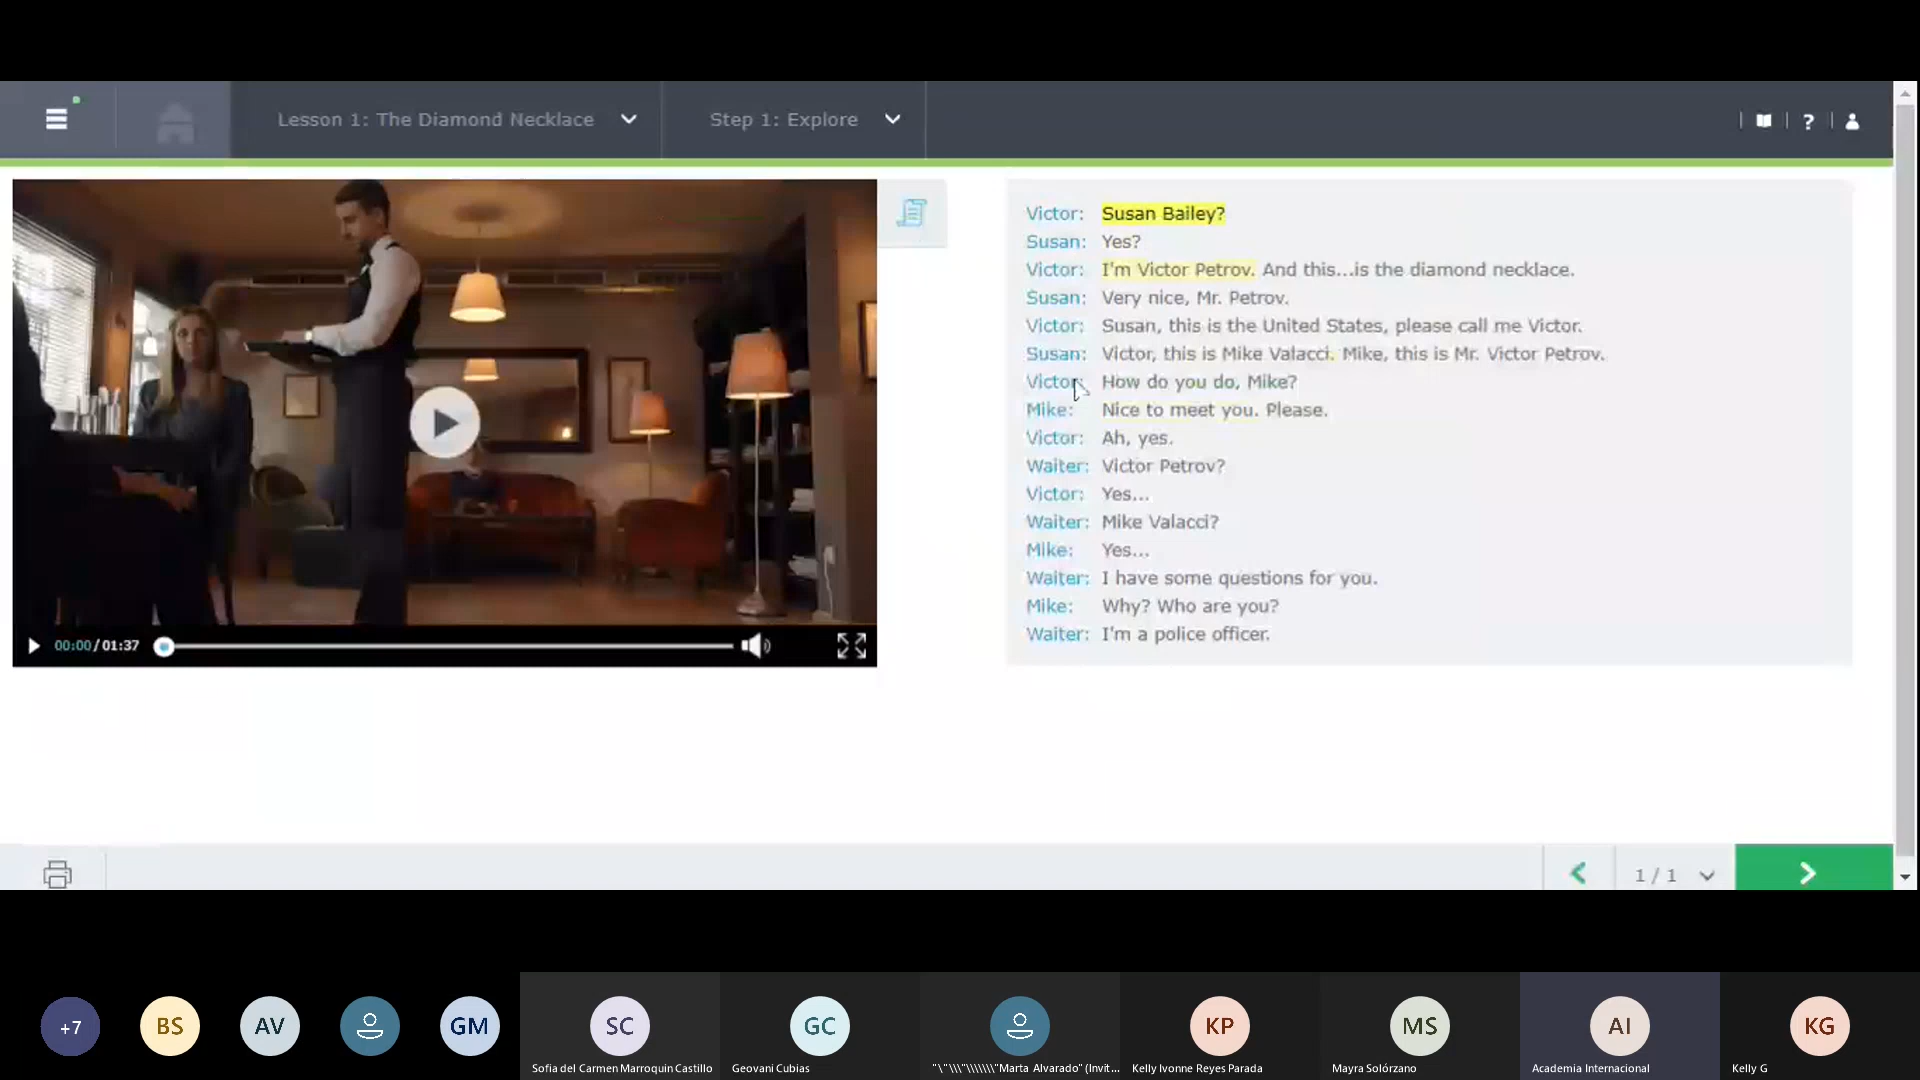 Lesson 1: The Diamond Necklace
Step 1: Explore
?
Victor: Susan Bailey?
Susan: Yes?
Victor: I'm Victor Petrov. And this...is the diamond necklace.
Susan: Very nice, Mr. Petrov.
Victor: Susan, this is the United States, please call me Victor.
Susan: Victor, this is Mike Valacci. Mike, this is Mr. Victor Petrov.
Victor: How do you do, Mike?
Mike: Nice to meet you. Please.
Victor: Ah, yes.
Waiter: Victor Petrov?
Victor: Yes...
Waiter: Mike Valacci?
Mike: Yes...
Waiter: I have some questions for you.
Mike: Why? Who are you?
Waiter: I'm a police officer.
00:00/01:37
1 / 1
+7
BS
AV
GM
SC
GC
KP
MS
AI
KG
Sofia del Carmen Marroquin Castillo
Geovani Cubias
"\"\\\"\\\\\\\"Marta Alvarado" (Invit...
Kelly Ivonne Reyes Parada
Mayra Solórzano
Academia Internacional
Kelly G